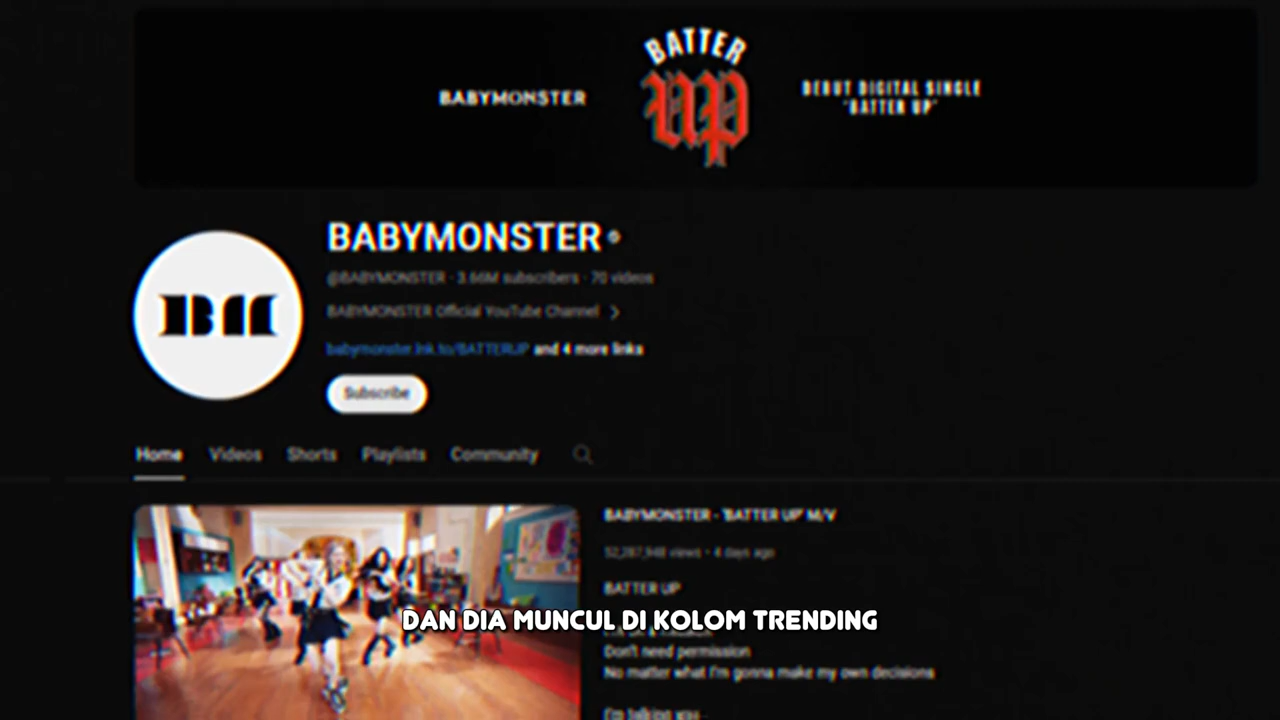 BATTER
up
BABYMONSTER
DEBUT DIGITAL SINGLE
"BATTER UP"
BABYMONSTER
@BABYMONSTER · 3.66M subscribers · 70 videos
BABYMONSTER Official YouTube Channel
babymonster.lnk.to/BATTERUP and 4 more links
Subscribe
Home Videos Shorts Playlists Community
BABYMONSTER - 'BATTER UP' M/V
views · 4 days ago
BATTER UP
DAN DIA MUNCUL DI KOLOM TRENDING
Don't need permission
No matter what I'm gonna make my own decisions
I'm talking you